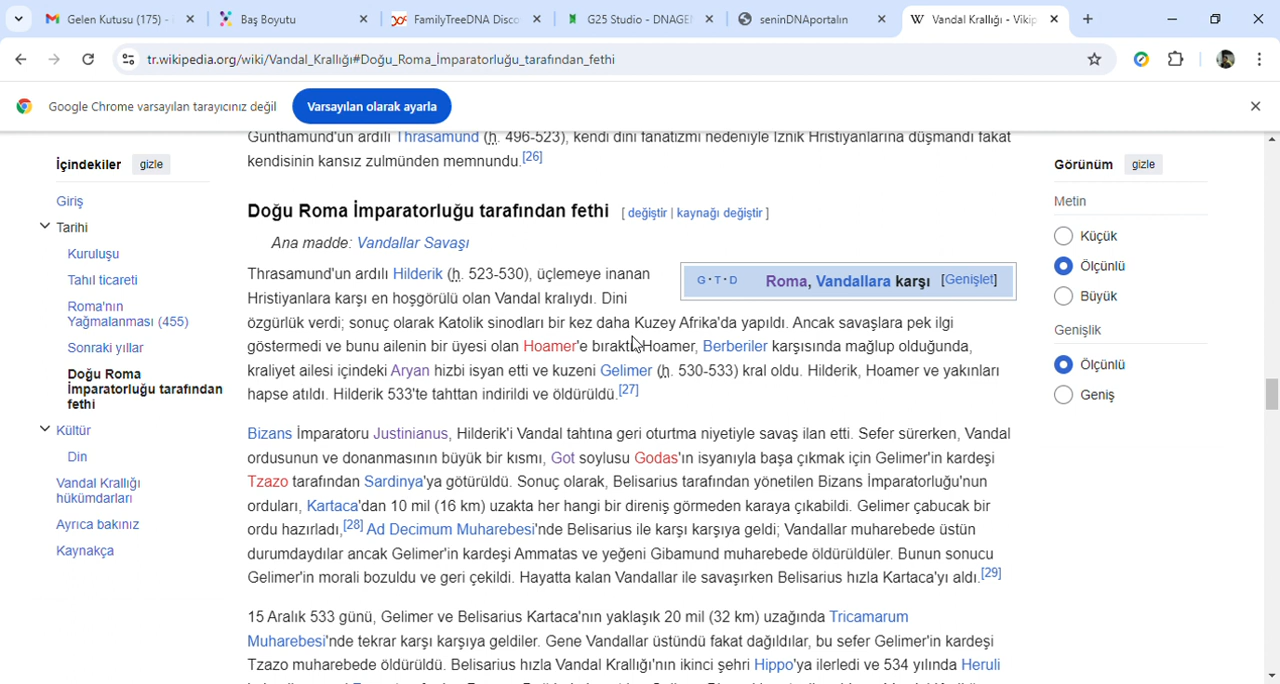 Gelen Kutusu (175) -
Baş Boyutu
FamilyTreeDNA Disco
G25 Studio - DNAGEN
seninDNAportalın
Vandal Krallığı - Vikip
tr.wikipedia.org/wiki/Vandal_Krallığı#Doğu_Roma_İmparatorluğu_tarafından_fethi
Google Chrome varsayılan tarayıcınız değil
Varsayılan olarak ayarla
İçindekiler gizle
Giriş
Tarihi
Kuruluşu
Tahıl ticareti
Roma'nın
Yağmalanması (455)
Sonraki yıllar
Doğu Roma
İmparatorluğu tarafından
fethi
Kültür
Din
Vandal Krallığı
hükümdarları
Ayrıca bakınız
Kaynakça
Gunthamund'un ardılı Thrasamund (h. 496-523), kendi dini fanatizmi nedeniyle İznik Hristiyanlarına düşmandı fakat
kendisinin kansız zulmünden memnundu.[26]
Doğu Roma İmparatorluğu tarafından fethi [ değiştir | kaynağı değiştir ]
Ana madde: Vandallar Savaşı
G · T · D Roma, Vandallara karşı [Genişlet]
Thrasamund'un ardılı Hilderik (h. 523-530), üçlemeye inanan
Hristiyanlara karşı en hoşgörülü olan Vandal kralıydı. Dini
özgürlük verdi; sonuç olarak Katolik sinodları bir kez daha Kuzey Afrika'da yapıldı. Ancak savaşlara pek ilgi
göstermedi ve bunu ailenin bir üyesi olan Hoamer'e bıraktı. Hoamer, Berberiler karşısında mağlup olduğunda,
kraliyet ailesi içindeki Aryan hizbi isyan etti ve kuzeni Gelimer (h. 530-533) kral oldu. Hilderik, Hoamer ve yakınları
hapse atıldı. Hilderik 533'te tahttan indirildi ve öldürüldü.[27]
Bizans İmparatoru Justinianus, Hilderik'i Vandal tahtına geri oturtma niyetiyle savaş ilan etti. Sefer sürerken, Vandal
ordusunun ve donanmasının büyük bir kısmı, Got soylusu Godas'ın isyanıyla başa çıkmak için Gelimer'in kardeşi
Tzazo tarafından Sardinya'ya götürüldü. Sonuç olarak, Belisarius tarafından yönetilen Bizans İmparatorluğu'nun
orduları, Kartaca'dan 10 mil (16 km) uzakta her hangi bir direniş görmeden karaya çıkabildi. Gelimer çabucak bir
ordu hazırladı,[28] Ad Decimum Muharebesi'nde Belisarius ile karşı karşıya geldi; Vandallar muharebede üstün
durumdaydılar ancak Gelimer'in kardeşi Ammatas ve yeğeni Gibamund muharebede öldürüldüler. Bunun sonucu
Gelimer'in morali bozuldu ve geri çekildi. Hayatta kalan Vandallar ile savaşırken Belisarius hızla Kartaca'yı aldı.[29]
15 Aralık 533 günü, Gelimer ve Belisarius Kartaca'nın yaklaşık 20 mil (32 km) uzağında Tricamarum
Muharebesi'nde tekrar karşı karşıya geldiler. Gene Vandallar üstündü fakat dağıldılar, bu sefer Gelimer'in kardeşi
Tzazo muharebede öldürüldü. Belisarius hızla Vandal Krallığı'nın ikinci şehri Hippo'ya ilerledi ve 534 yılında Heruli
Görünüm gizle
Metin
Küçük
Ölçünlü
Büyük
Genişlik
Ölçünlü
Geniş